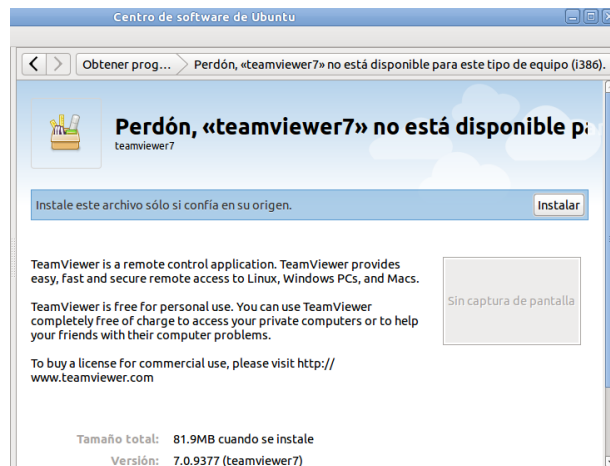 Centro de software de Ubuntu
Obtener prog... Perdón, «teamviewer7» no está disponible para este tipo de equipo (i386).
Perdón, «teamviewer7» no está disponible pa
teamviewer7
Instale este archivo sólo si confía en su origen. Instalar
TeamViewer is a remote control application. TeamViewer provides
easy, fast and secure remote access to Linux, Windows PCs, and Macs.
Sin captura de pantalla
TeamViewer is free for personal use. You can use TeamViewer
completely free of charge to access your private computers or to help
your friends with their computer problems.
To buy a license for commercial use, please visit http://
www.teamviewer.com
Tamaño total: 81.9MB cuando se instale
Versión: 7.0.9377 (teamviewer7)